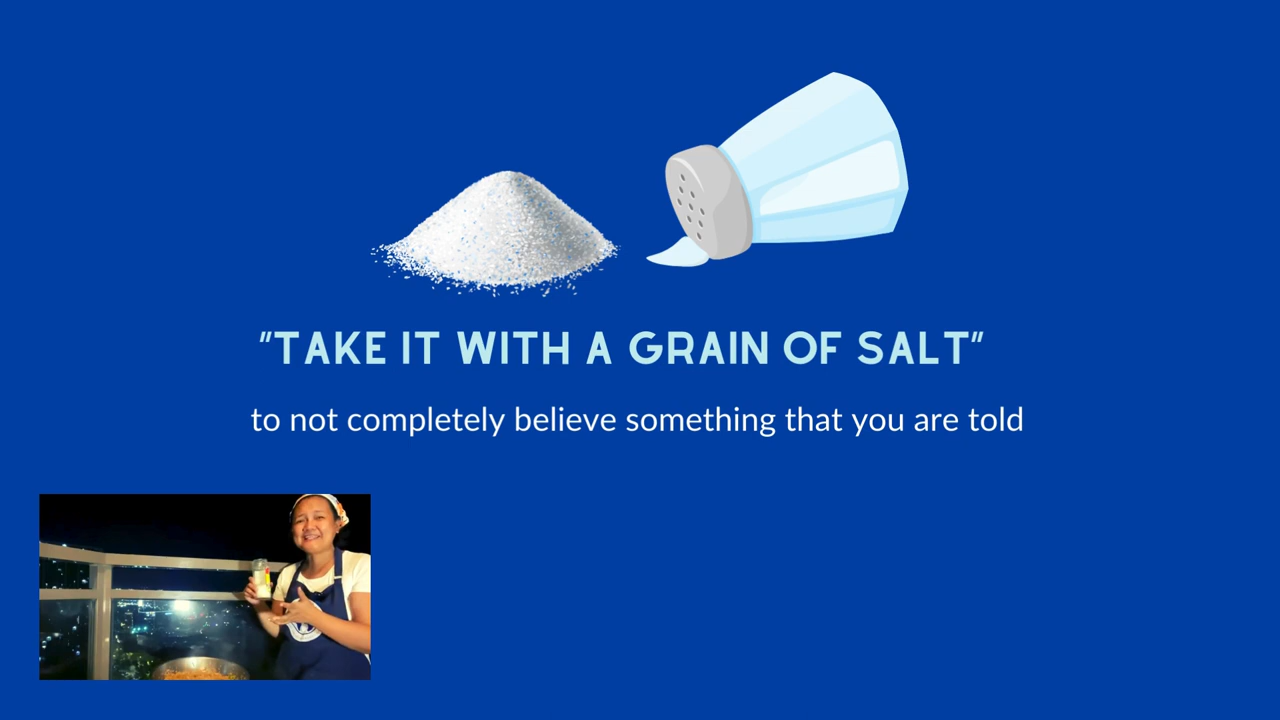 "TAKE IT WITH A GRAIN OF SALT"
to not completely believe something that you are told